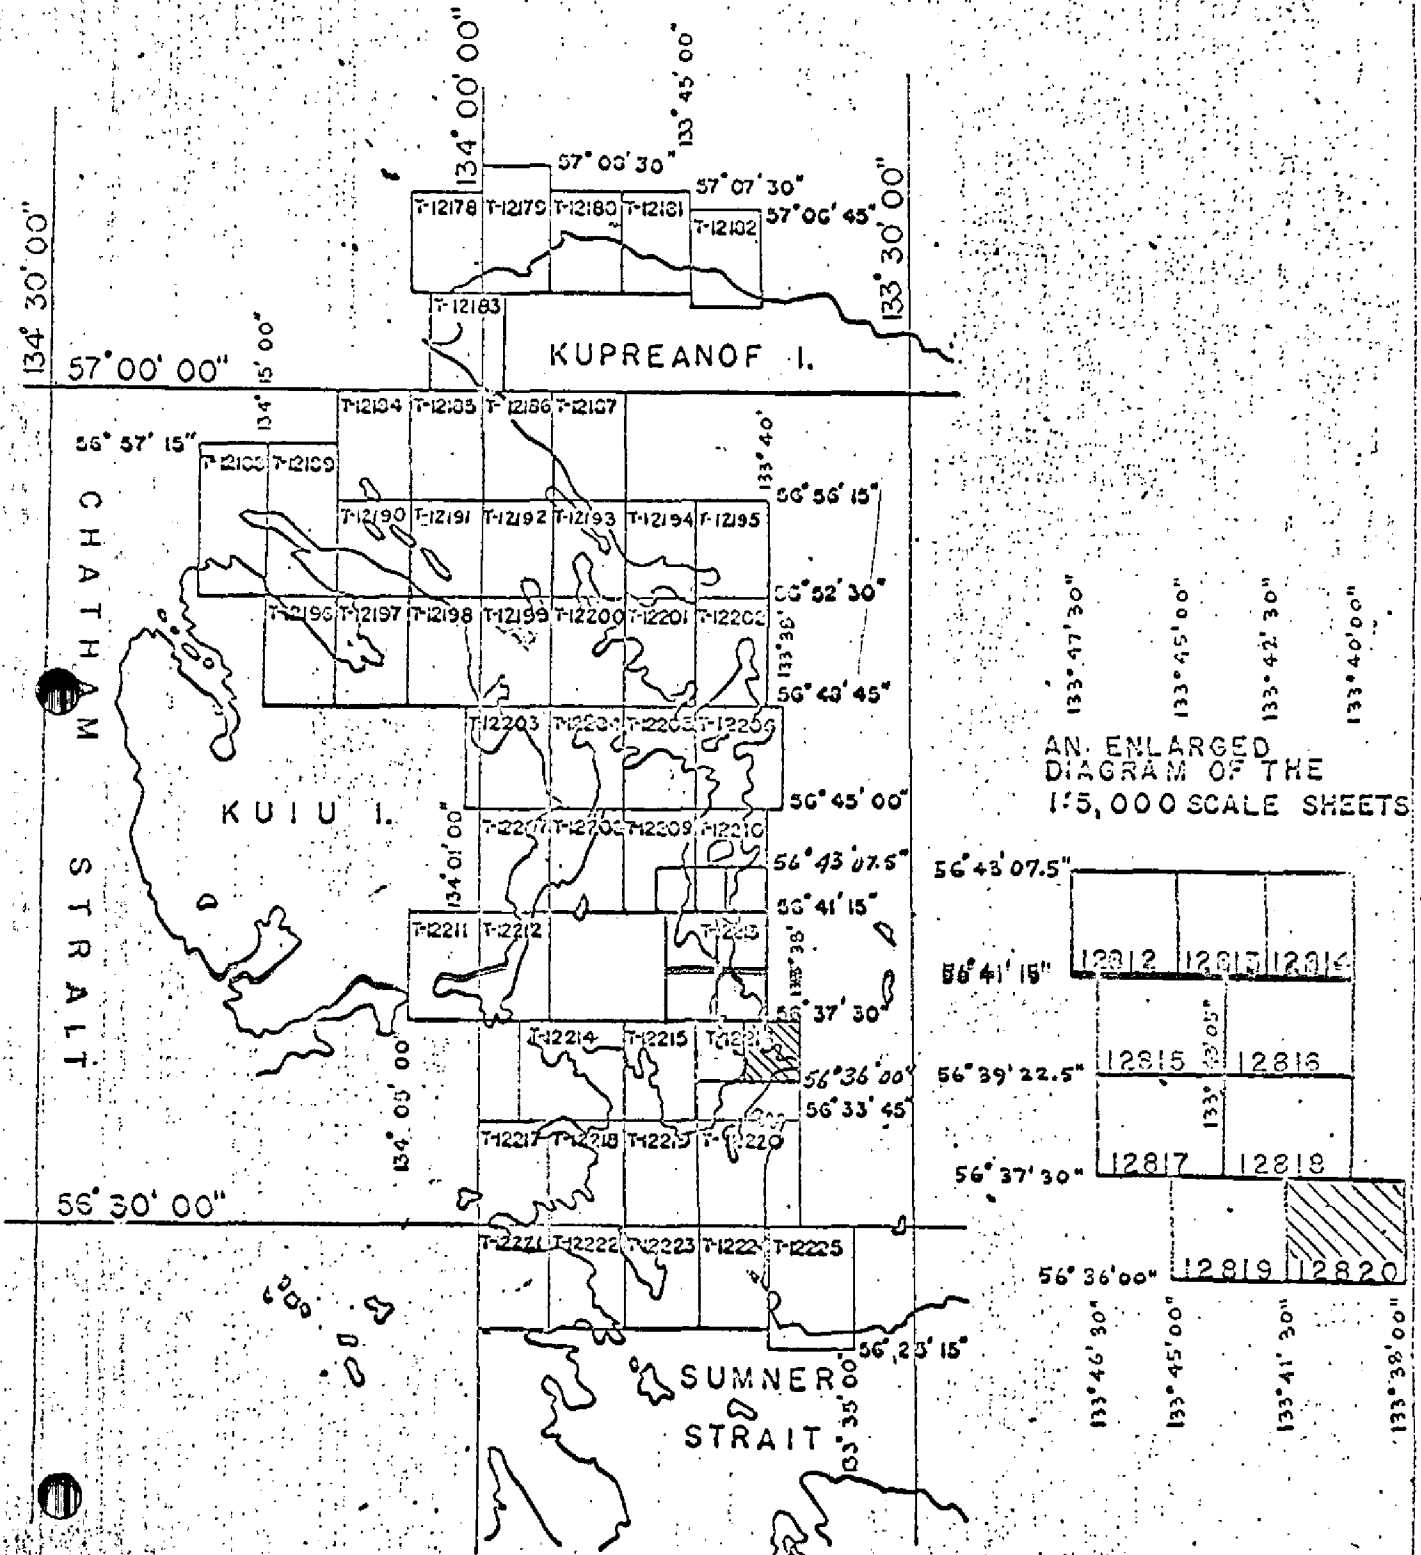 134° 00' 00"
133° 45' 00"
57° 08' 30"
57° 07' 30"
57° 06' 45"
134° 30' 00"
133° 30' 00"
T-12178 T-12179 T-12180 T-12181
T-12182
T-12183
KUPREANOF I.
57° 00' 00"
134° 15' 00"
T-12184 T-12185 T-12186 T-12187
56° 57' 15"
133° 40'
T-12188 T-12189
56° 56' 15"
T-12190 T-12191 T-12192 T-12193 T-12194 T-12195
56° 52' 30"
T-12196 T-12197 T-12198 T-12199 T-12200 T-12201 T-12202
56° 48' 45"
T-12203 T-12204 T-12205 T-12206
CHATHAM STRAIT
KUIU I.
56° 45' 00"
134° 01' 00"
T-12207 T-12208 T-12209 T-12210
56° 43' 07.5"
56° 41' 15"
T-12211 T-12212
T-12213
37' 30"
T-12214 T-12215
56° 36' 00"
56° 33' 45"
134° 05' 00"
T-12217 T-12218 T-12219 T-12220
56° 30' 00"
T-12221 T-12222 T-12223 T-12224 T-12225
56° 23' 15"
133° 35' 00"
SUMNER
STRAIT
133° 47' 30"
133° 45' 00"
133° 42' 30"
133° 40' 00"
AN ENLARGED
DIAGRAM OF THE
1:5,000 SCALE SHEETS
56° 43' 07.5"
12812 12813 12814
56° 41' 15"
12815 12816
56° 39' 22.5"
12817 12818
56° 37' 30"
12819 12820
56° 36' 00"
133° 46' 30"
133° 45' 00"
133° 41' 30"
133° 38' 00"